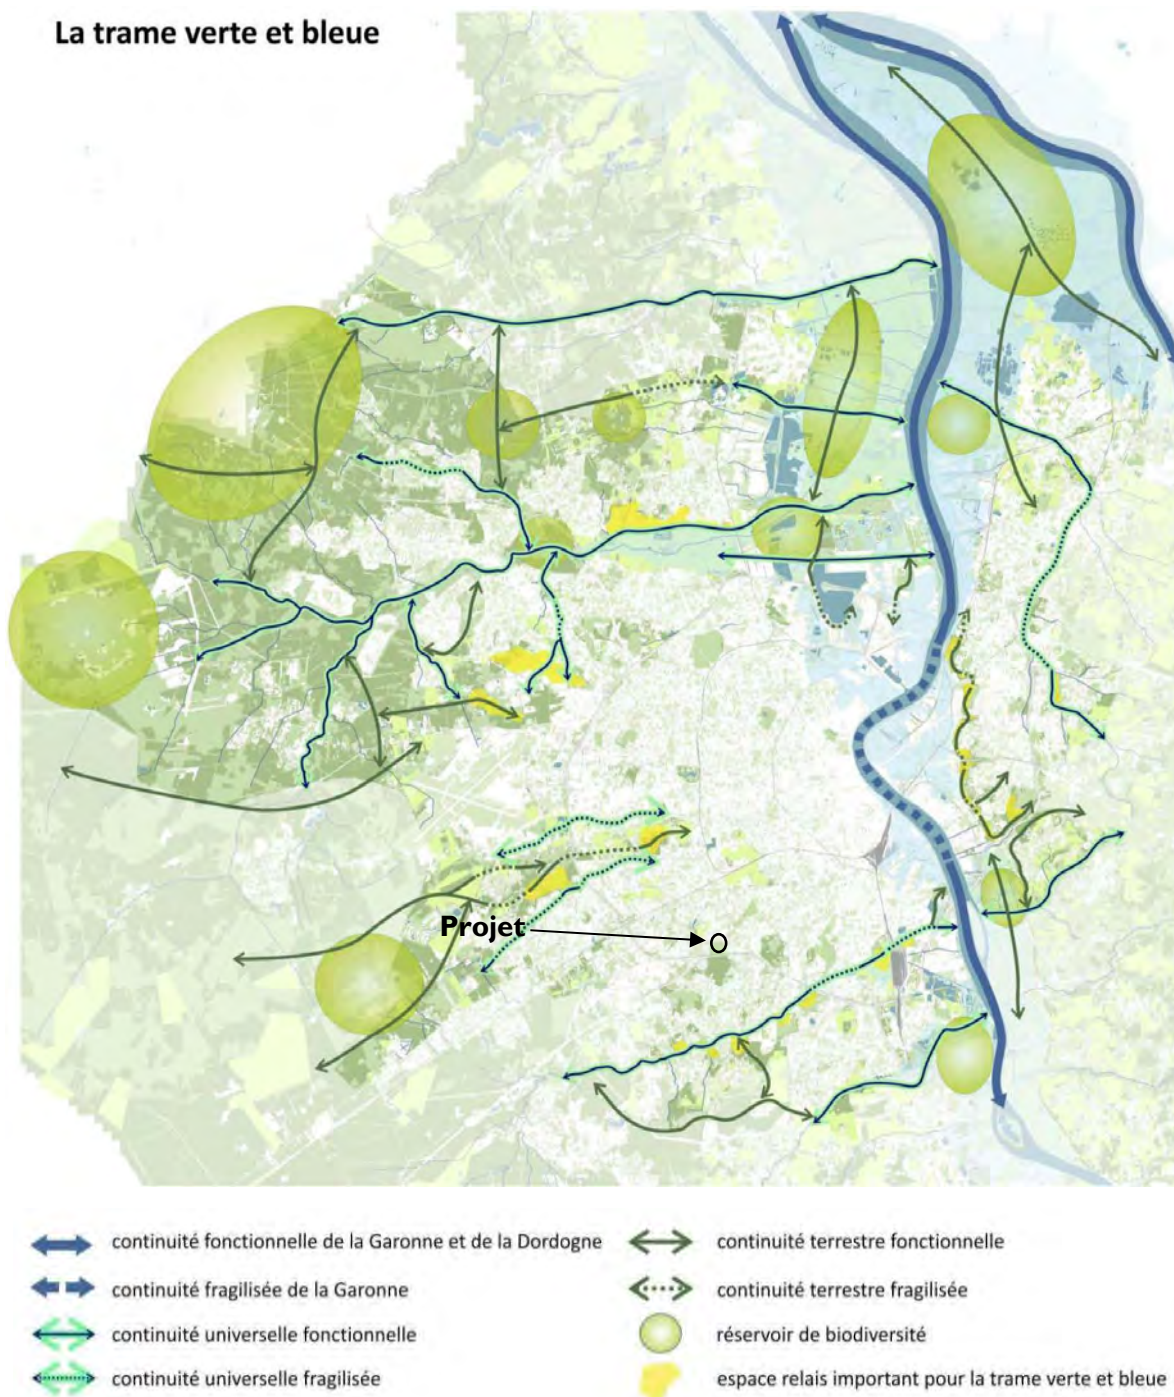 La trame verte et bleue
Projet
continuité fonctionnelle de la Garonne et de la Dordogne
continuité fragilisée de la Garonne
continuité universelle fonctionnelle
continuité universelle fragilisée
continuité terrestre fonctionnelle
continuité terrestre fragilisée
réservoir de biodiversité
espace relais important pour la trame verte et bleue